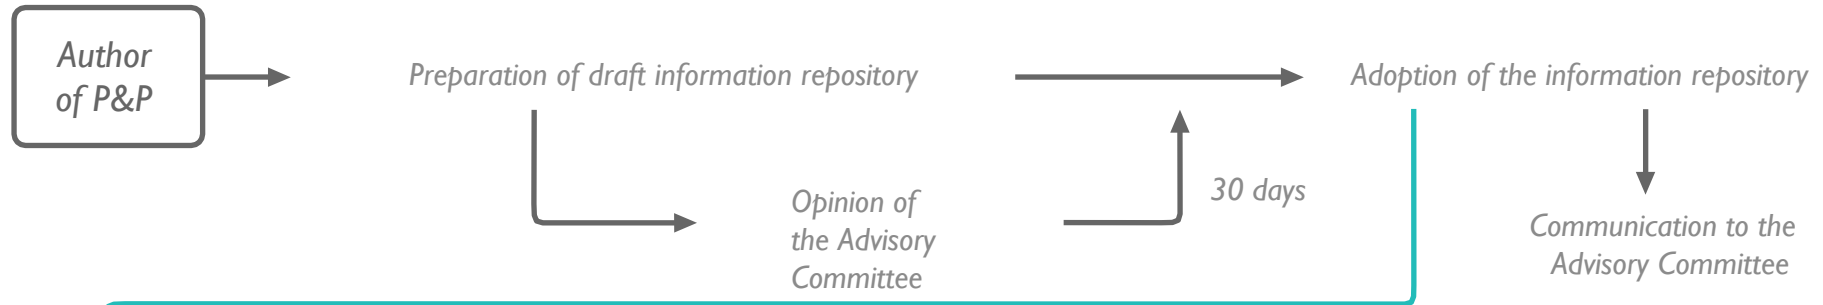 Author
of P&P
Preparation of draft information repository
Adoption of the information repository
Opinion of
the Advisory
Committee
30 days
Communication to the
Advisory Committee